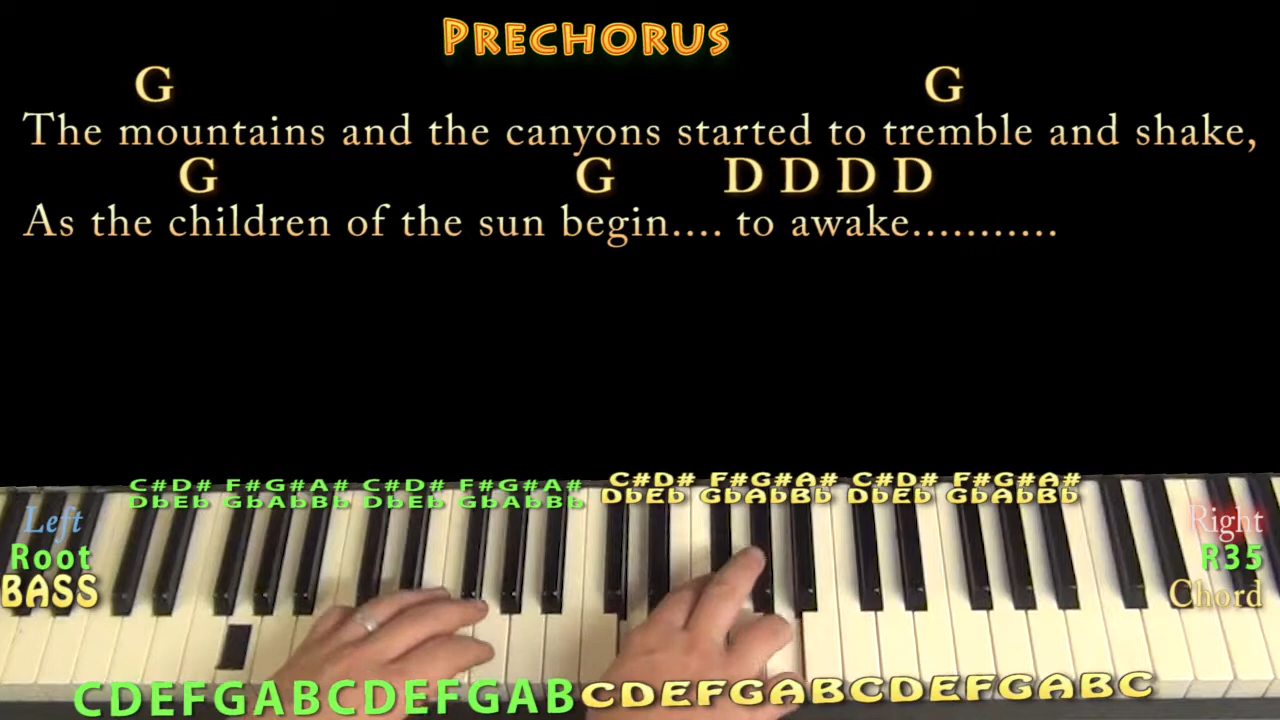 PRECHORUS
G G
The mountains and the canyons started to tremble and shake,
G G D D D D
As the children of the sun begin.... to awake...........
C#D# F#G#A# C#D# F#G#A# C#D# F#G#A# C#D# F#G#A#
DbEb GbAbBb DbEb GbAbBb DbEb GbAbBb DbEb GbAbBb
Left Right
Root R35
BASS Chord
CDEFGABCDEFGAB CDEFGABCDEFGABC